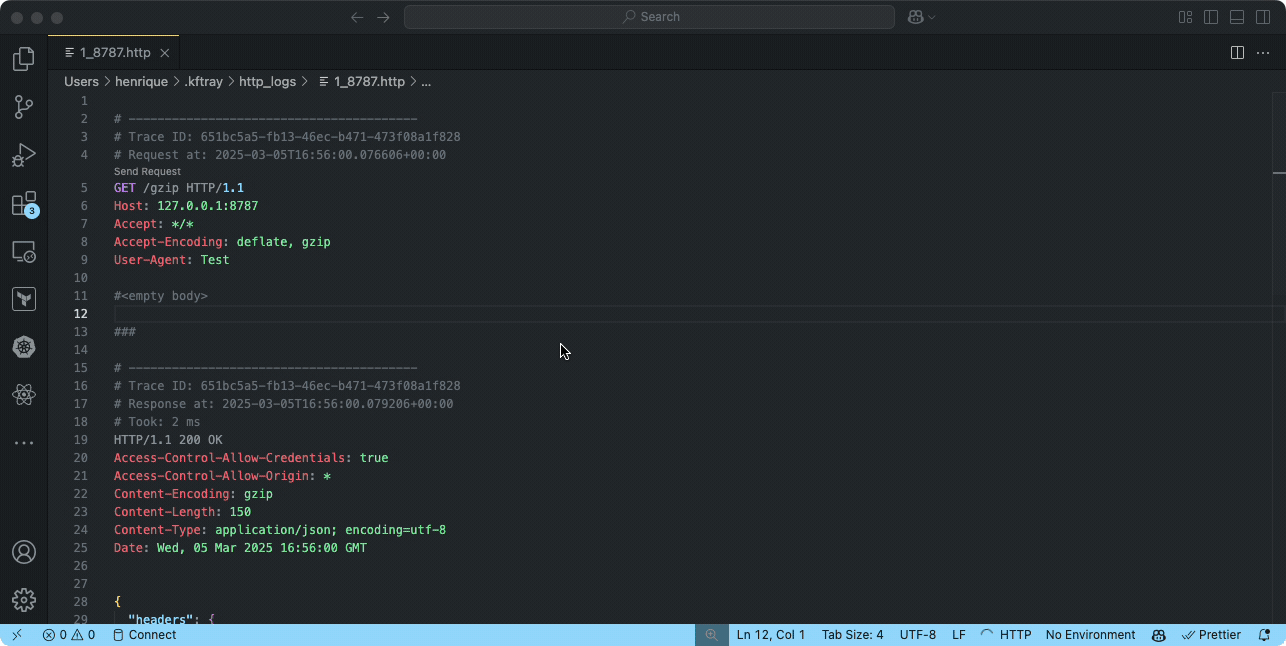 Search
1_8787.http
Users > henrique > .kftray > http_logs > 1_8787.http > ...
1
2 # ----------------------------------------
3 # Trace ID: 651bc5a5-fb13-46ec-b471-473f08a1f828
4 # Request at: 2025-03-05T16:56:00.076606+00:00
Send Request
5 GET /gzip HTTP/1.1
6 Host: 127.0.0.1:8787
7 Accept: */*
8 Accept-Encoding: deflate, gzip
9 User-Agent: Test
10
11 #<empty body>
12
13 ###
14
15 # ----------------------------------------
16 # Trace ID: 651bc5a5-fb13-46ec-b471-473f08a1f828
17 # Response at: 2025-03-05T16:56:00.079206+00:00
18 # Took: 2 ms
19 HTTP/1.1 200 OK
20 Access-Control-Allow-Credentials: true
21 Access-Control-Allow-Origin: *
22 Content-Encoding: gzip
23 Content-Length: 150
24 Content-Type: application/json; encoding=utf-8
25 Date: Wed, 05 Mar 2025 16:56:00 GMT
26
27
28 {
29 "headers": {
3
0 0 Connect Ln 12, Col 1 Tab Size: 4 UTF-8 LF HTTP No Environment Prettier